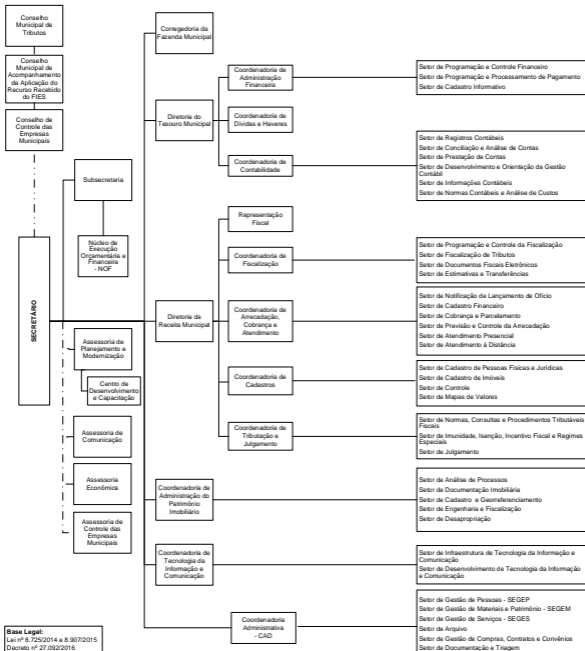 Conselho
Municipal de
Tributos
Conselho
Municipal de
Acompanhamento
da Aplicação do
Recurso Recebido
do FIES
Conselho de
Controle das
Empresas
Municipais
SECRETÁRIO
Subsecretaria
Núcleo de
Execução
Orçamentária e
Financeira
- NOF
Assessoria de
Planejamento e
Modernização
Centro de
Desenvolvimento
e Capacitação
Assessoria de
Comunicação
Assessoria
Econômica
Assessoria de
Controle das
Empresas
Municipais
Corregedoria da
Fazenda Municipal
Diretoria do
Tesouro Municipal
Coordenadoria
de Administração
Financeira
Setor de Programação e Controle Financeiro
Setor de Programação e Processamento de Pagamento
Setor de Cadastro Informativo
Coordenadoria de
Dívidas e Haveres
Coordenadoria
de Contabilidade
Setor de Registros Contábeis
Setor de Conciliação e Análise de Contas
Setor de Prestação de Contas
Setor de Desenvolvimento e Orientação da Gestão
Contábil
Setor de Informações Contábeis
Setor de Normas Contábeis e Análise de Custos
Diretoria da
Receita Municipal
Representação
Fiscal
Coordenadoria de
Fiscalização
Setor de Programação e Controle da Fiscalização
Setor de Fiscalização de Tributos
Setor de Documentos Fiscais Eletrônicos
Setor de Estimativas e Transferências
Coordenadoria de
Arrecadação,
Cobrança e
Atendimento
Setor de Notificação de Lançamento de Ofício
Setor de Cadastro Financeiro
Setor de Cobrança e Parcelamento
Setor de Previsão e Controle da Arrecadação
Setor de Atendimento Presencial
Setor de Atendimento à Distância
Coordenadoria de
Cadastros
Setor de Cadastro de Pessoas Físicas e Jurídicas
Setor de Cadastro de Imóveis
Setor de Controle
Setor de Mapas de Valores
Coordenadoria de
Tributação e
Julgamento
Setor de Normas, Consultas e Procedimentos Tributáveis
Fiscais
Setor de Imunidade, Isenção, Incentivo Fiscal e Regimes
Especiais
Setor de Julgamento
Coordenadoria de
Administração do
Patrimônio
Imobiliário
Setor de Análise de Processos
Setor de Documentação Imobiliária
Setor de Cadastro e Georreferenciamento
Setor de Engenharia e Fiscalização
Setor de Desapropriação
Coordenadoria de
Tecnologia da
Informação e
Comunicação
Setor de Infraestrutura de Tecnologia da Informação e
Comunicação
Setor de Desenvolvimento de Tecnologia da Informação
e Comunicação
Coordenadoria
Administrativa
- CAD
Setor de Gestão de Pessoas - SEGEP
Setor de Gestão de Materiais e Patrimônio - SEGEM
Setor de Gestão de Serviços - SEGES
Setor de Arquivo
Setor de Gestão de Compras, Contratos e Convênios
Setor de Documentação e Triagem
Base Legal:
Lei nº 8.725/2014 e 8.907/2015
Decreto nº 27.092/2016